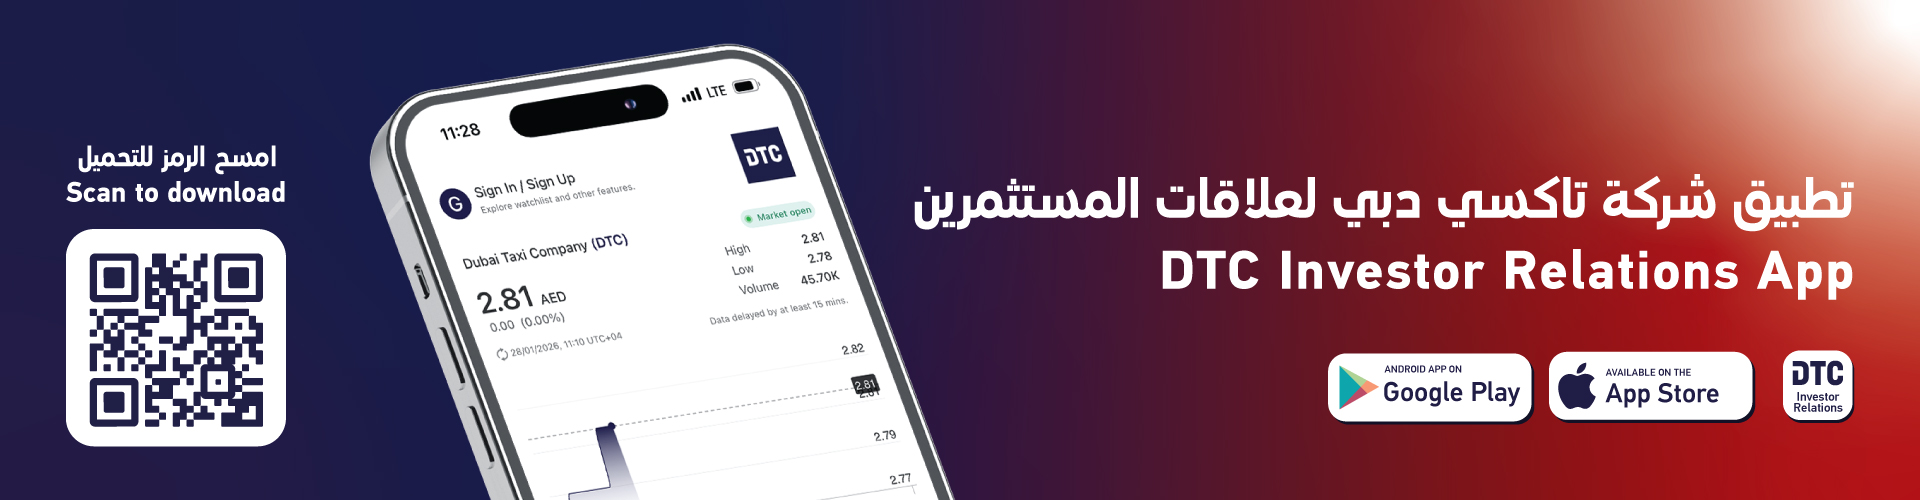 امسح الرمز للتحميل
Scan to download
11:28
LTE
DTC
G
Sign In / Sign Up
Explore watchlist and other features.
Market open
Dubai Taxi Company (DTC)
2.81 AED
0.00 (0.00%)
28/01/2026, 11:10 UTC+04
High 2.81
Low 2.78
Volume 45.70K
Data delayed by at least 15 mins.
2.82
2.81
2.81
2.79
2.77
تطبيق شركة تاكسي دبي لعلاقات المستثمرين
DTC Investor Relations App
ANDROID APP ON
Google Play
AVAILABLE ON THE
App Store
DTC
Investor
Relations